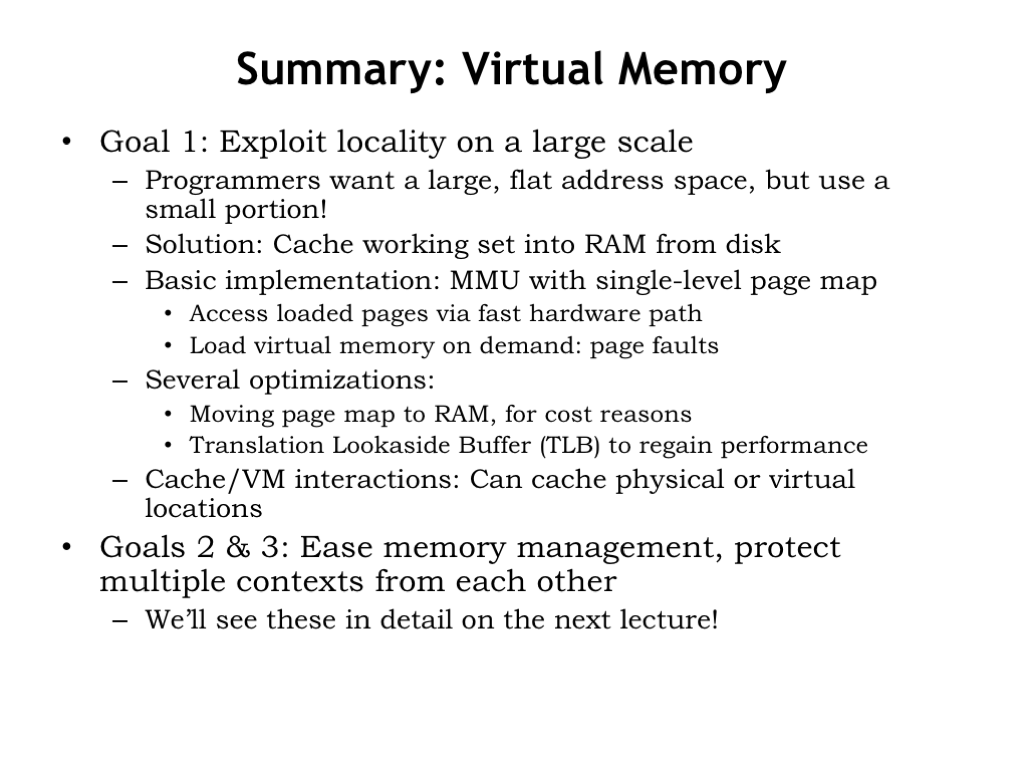 Summary: Virtual Memory
• Goal 1: Exploit locality on a large scale
– Programmers want a large, flat address space, but use a
small portion!
– Solution: Cache working set into RAM from disk
– Basic implementation: MMU with single-level page map
• Access loaded pages via fast hardware path
• Load virtual memory on demand: page faults
– Several optimizations:
• Moving page map to RAM, for cost reasons
• Translation Lookaside Buffer (TLB) to regain performance
– Cache/VM interactions: Can cache physical or virtual
locations
• Goals 2 & 3: Ease memory management, protect
multiple contexts from each other
– We’ll see these in detail on the next lecture!